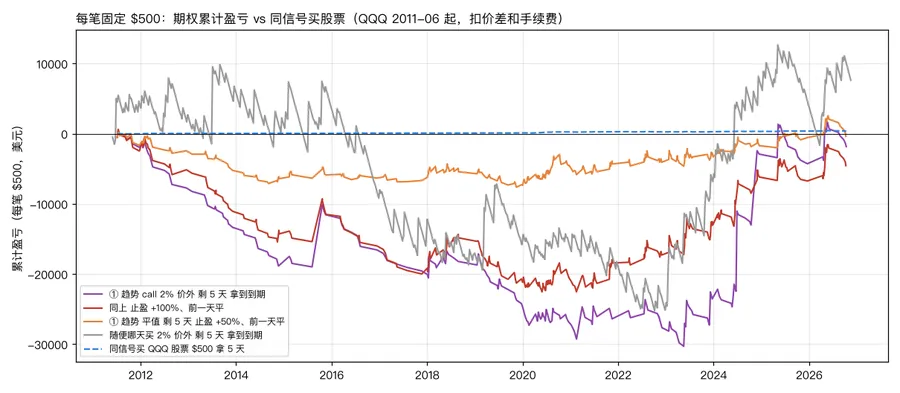 每笔固定 $500：期权累计盈亏 vs 同信号买股票（QQQ 2011-06 起，扣价差和手续费）
累计盈亏（每笔 $500，美元）
10000
0
−10000
−20000
−30000
① 趋势 call 2% 价外 剩 5 天 拿到到期
同上 止盈 +100%、前一天平
① 趋势 平值 剩 5 天 止盈 +50%、前一天平
随便哪天买 2% 价外 剩 5 天 拿到到期
同信号买 QQQ 股票 $500 拿 5 天
2012
2014
2016
2018
2020
2022
2024
2026